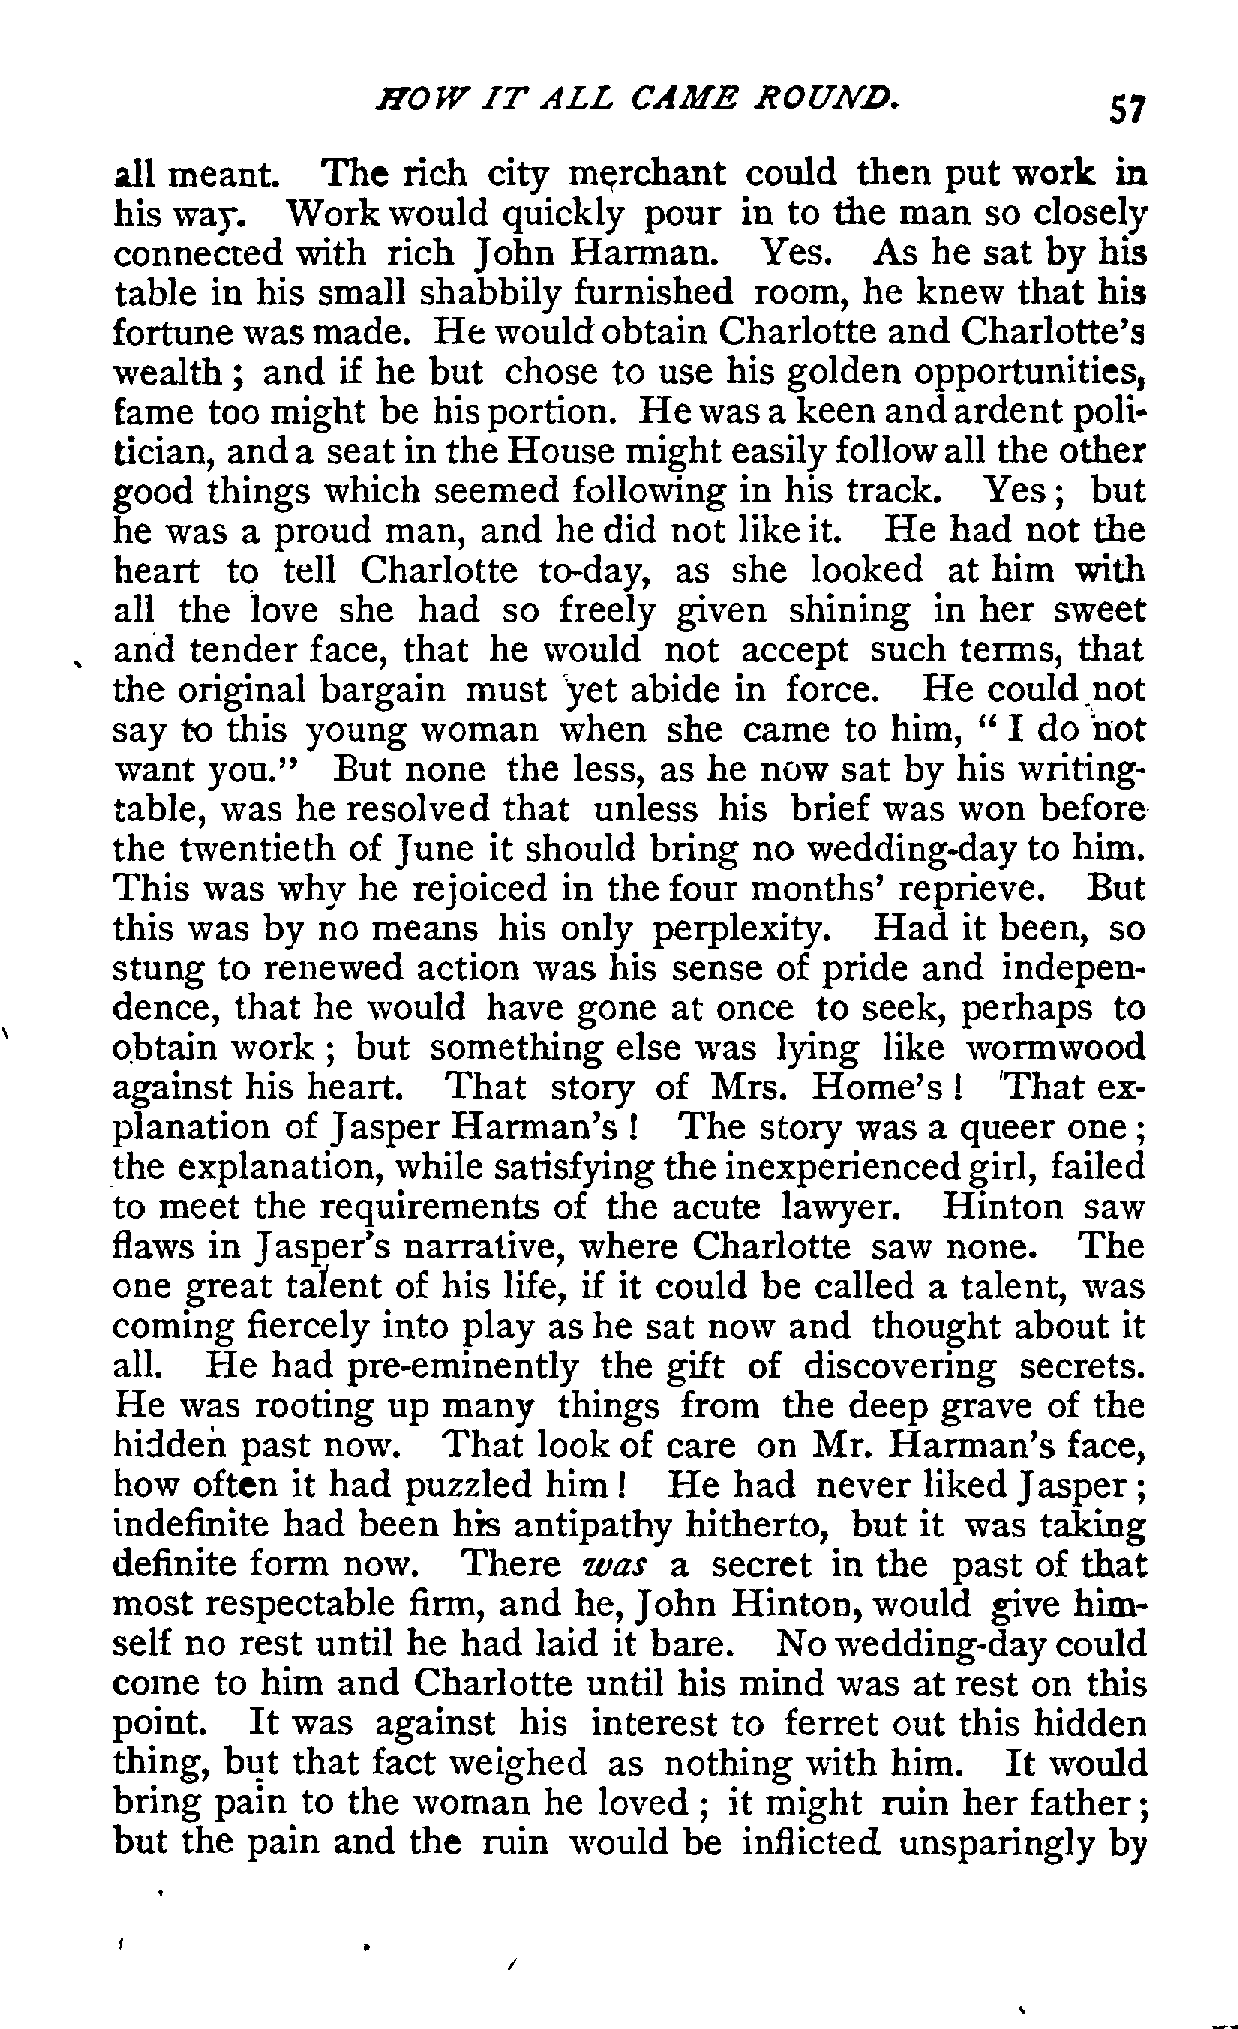 HOW IT ALL CAME ROUND. 57
all meant. The rich city merchant could then put work in
his way. Work would quickly pour in to the man so closely
connected with rich John Harman. Yes. As he sat by his
table in his small shabbily furnished room, he knew that his
fortune was made. He would obtain Charlotte and Charlotte's
wealth ; and if he but chose to use his golden opportunities,
fame too might be his portion. He was a keen and ardent poli-
tician, and a seat in the House might easily follow all the other
good things which seemed following in his track. Yes ; but
he was a proud man, and he did not like it. He had not the
heart to tell Charlotte to-day, as she looked at him with
all the love she had so freely given shining in her sweet
and tender face, that he would not accept such terms, that
the original bargain must yet abide in force. He could not
say to this young woman when she came to him, " I do not
want you." But none the less, as he now sat by his writing-
table, was he resolved that unless his brief was won before
the twentieth of June it should bring no wedding-day to him.
This was why he rejoiced in the four months' reprieve. But
this was by no means his only perplexity. Had it been, so
stung to renewed action was his sense of pride and indepen-
dence, that he would have gone at once to seek, perhaps to
obtain work ; but something else was lying like wormwood
against his heart. That story of Mrs. Home's ! That ex-
planation of Jasper Harman's ! The story was a queer one ;
the explanation, while satisfying the inexperienced girl, failed
to meet the requirements of the acute lawyer. Hinton saw
flaws in Jasper's narrative, where Charlotte saw none. The
one great talent of his life, if it could be called a talent, was
coming fiercely into play as he sat now and thought about it
all. He had pre-eminently the gift of discovering secrets.
He was rooting up many things from the deep grave of the
hidden past now. That look of care on Mr. Harman's face,
how often it had puzzled him ! He had never liked Jasper ;
indefinite had been his antipathy hitherto, but it was taking
definite form now. There was a secret in the past of that
most respectable firm, and he, John Hinton, would give him-
self no rest until he had laid it bare. No wedding-day could
come to him and Charlotte until his mind was at rest on this
point. It was against his interest to ferret out this hidden
thing, but that fact weighed as nothing with him. It would
bring pain to the woman he loved ; it might ruin her father ;
but the pain and the ruin would be inflicted unsparingly by